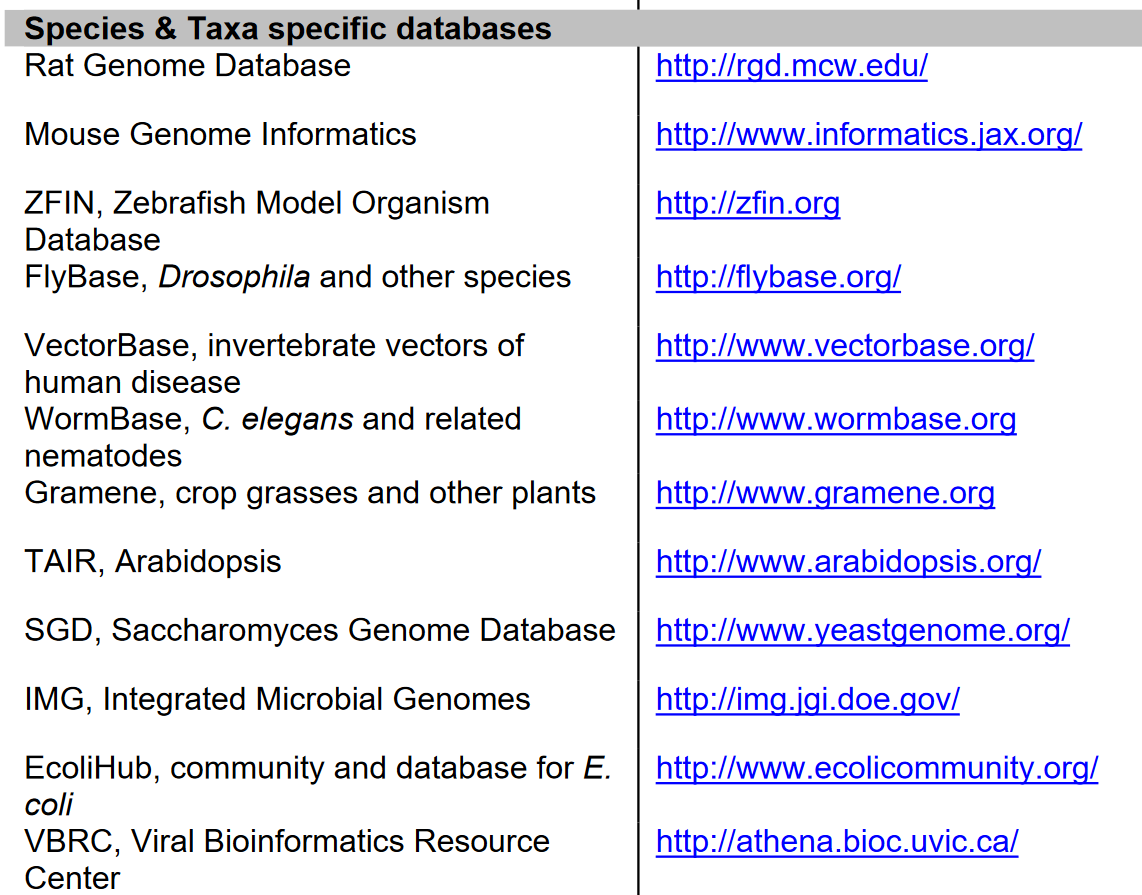 Species & Taxa specific databases
Rat Genome Database http://rgd.mcw.edu/
Mouse Genome Informatics http://www.informatics.jax.org/
ZFIN, Zebrafish Model Organism http://zfin.org
Database
FlyBase, Drosophila and other species http://flybase.org/
VectorBase, invertebrate vectors of http://www.vectorbase.org/
human disease
WormBase, C. elegans and related http://www.wormbase.org
nematodes
Gramene, crop grasses and other plants http://www.gramene.org
TAIR, Arabidopsis http://www.arabidopsis.org/
SGD, Saccharomyces Genome Database http://www.yeastgenome.org/
IMG, Integrated Microbial Genomes http://img.jgi.doe.gov/
EcoliHub, community and database for E. http://www.ecolicommunity.org/
coli
VBRC, Viral Bioinformatics Resource http://athena.bioc.uvic.ca/
Center